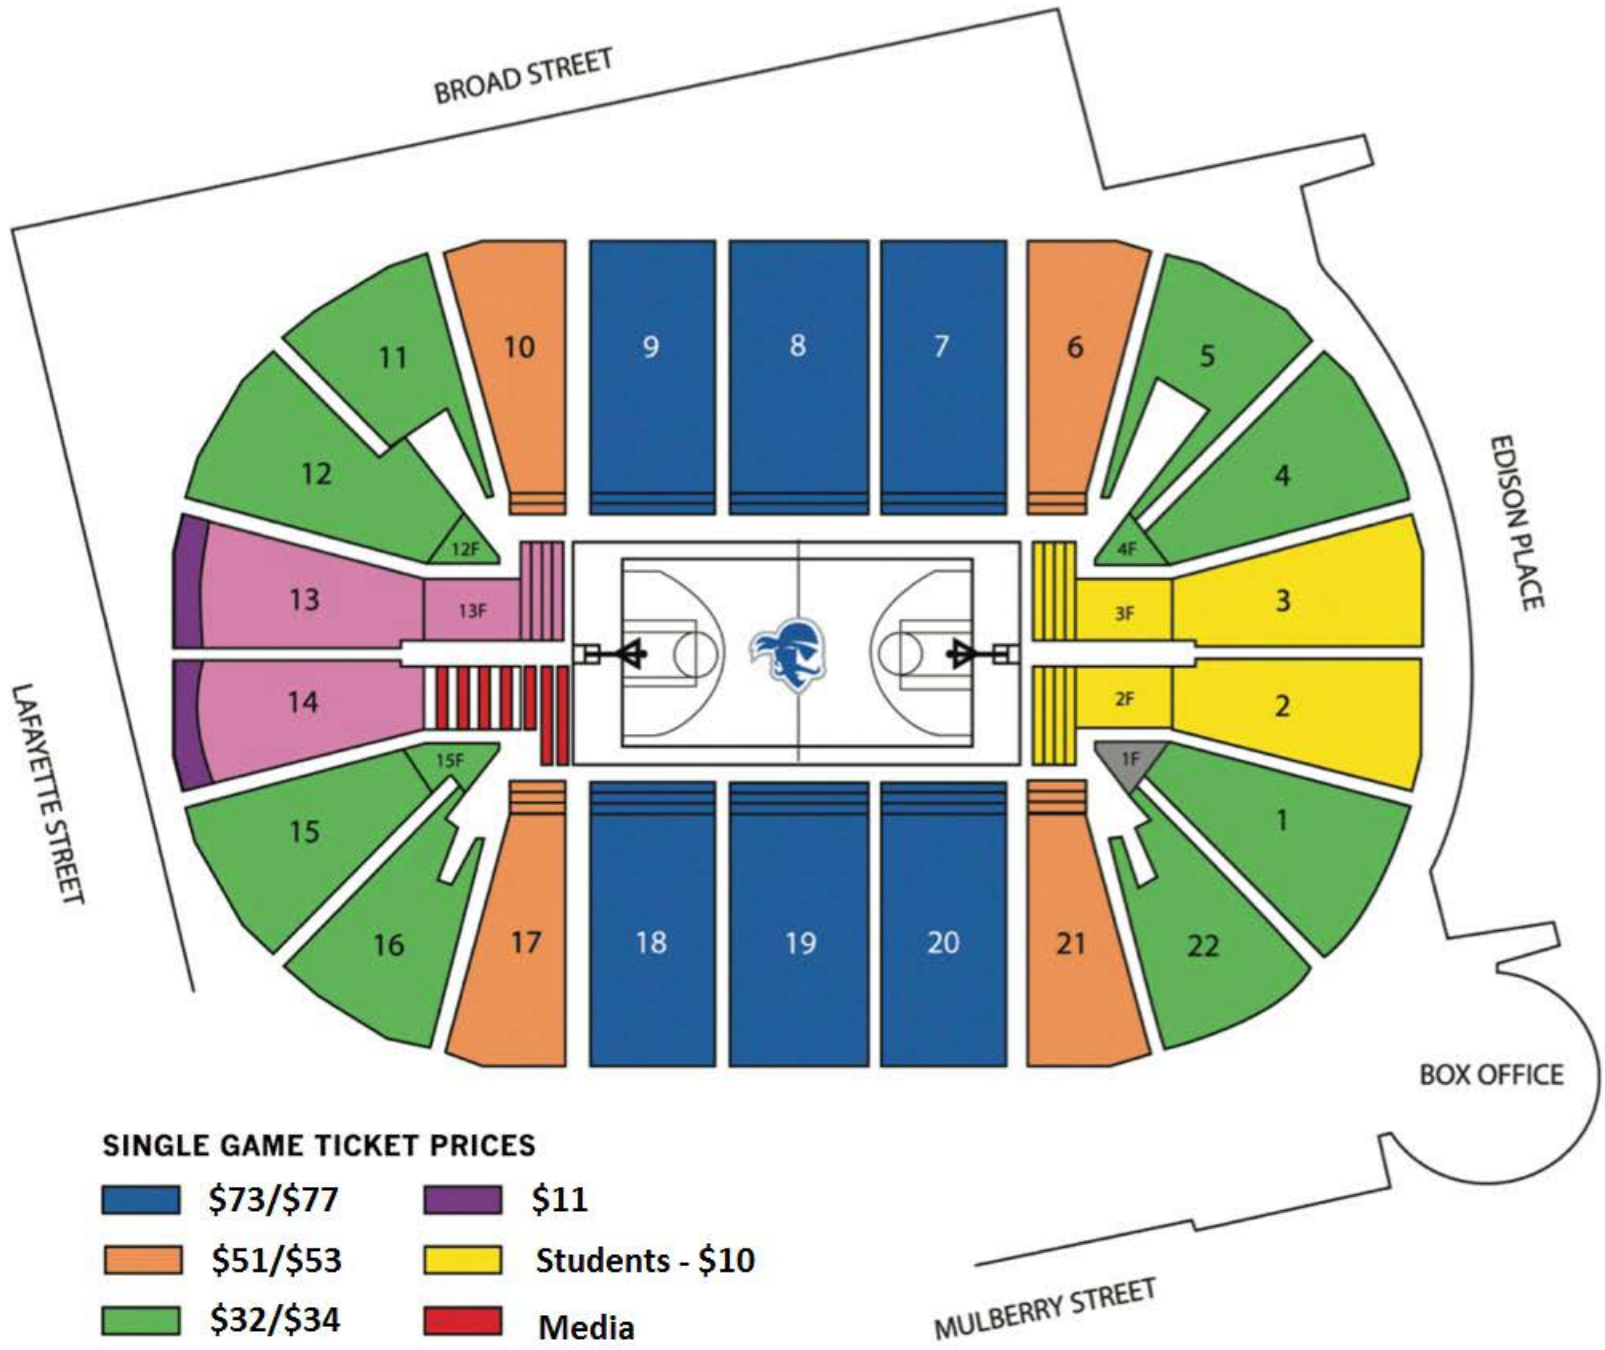 BROAD STREET
11
10
9
8
7
6
5
12
4
EDISON PLACE
12F
4F
13
13F
3F
3
LAFAYETTE STREET
14
2F
2
15F
1F
15
1
16
17
18
19
20
21
22
BOX OFFICE
SINGLE GAME TICKET PRICES
$73/$77
$11
$51/$53
Students - $10
$32/$34
Media
MULBERRY STREET